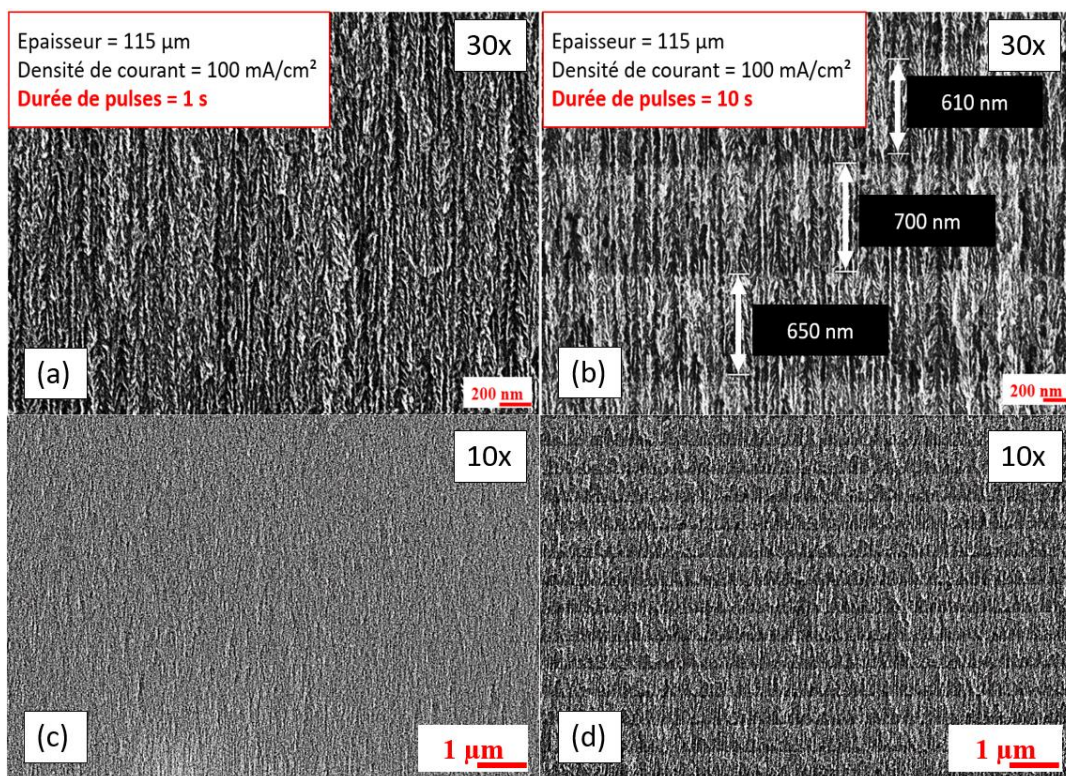 Epaisseur = 115 µm
Densité de courant = 100 mA/cm²
Durée de pulses = 1 s
30x
(a)
200 nm
Epaisseur = 115 µm
Densité de courant = 100 mA/cm²
Durée de pulses = 10 s
30x
610 nm
700 nm
650 nm
(b)
200 nm
10x
(c)
1 µm
10x
(d)
1 µm